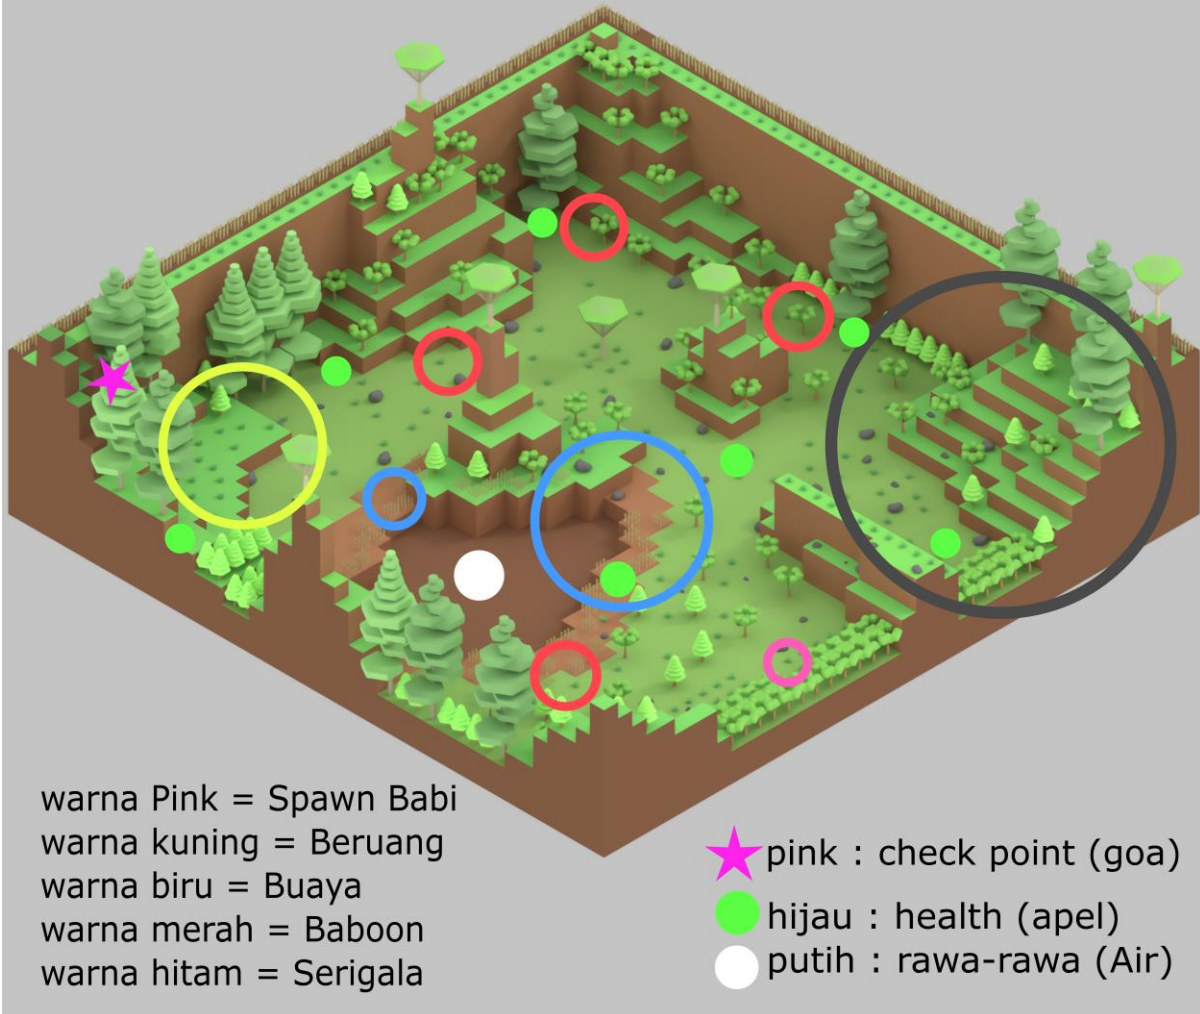 warna Pink = Spawn Babi
warna kuning = Beruang
warna biru = Buaya
warna merah = Baboon
warna hitam = Serigala
pink : check point (goa)
hijau : health (apel)
putih : rawa-rawa (Air)